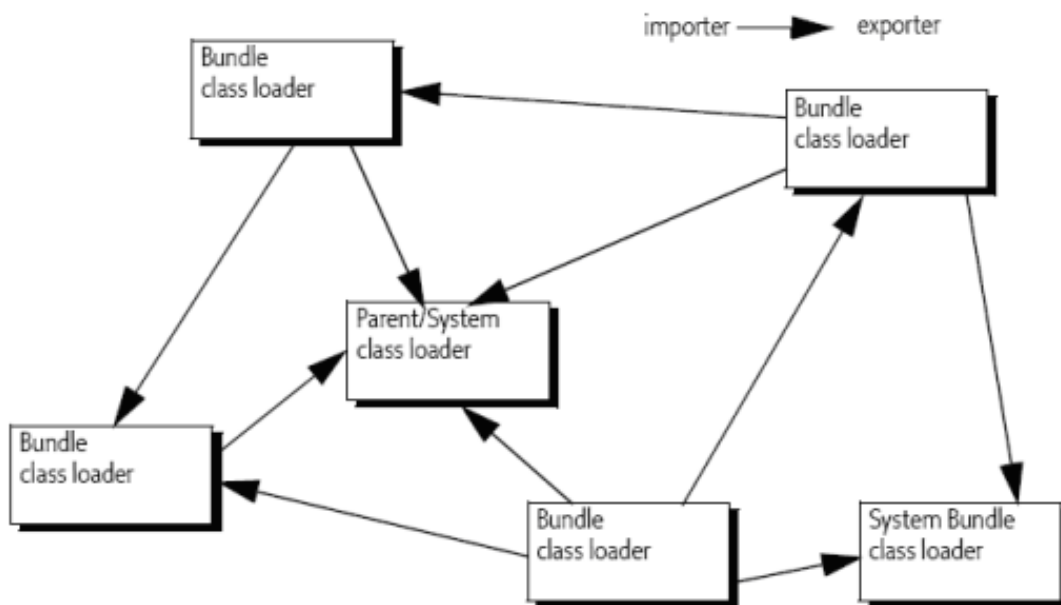 importer exporter
Bundle
class loader
Bundle
class loader
Parent/System
class loader
Bundle
class loader
Bundle
class loader
System Bundle
class loader